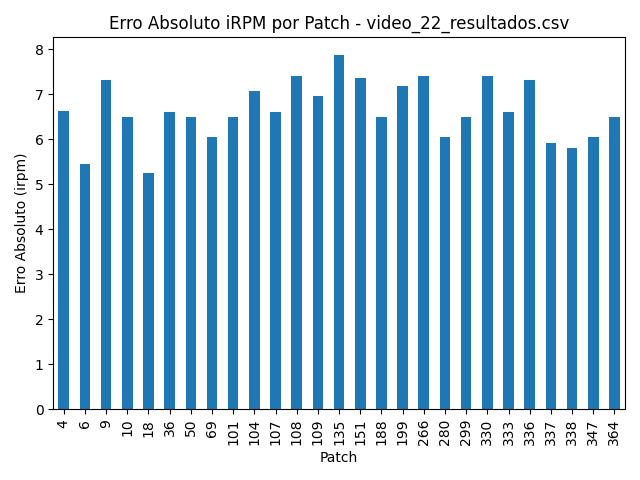 Erro Absoluto iRPM por Patch - video_22_resultados.csv
Erro Absoluto (irpm)
8
7
6
5
4
3
2
1
0
4 6 9 10 18 36 50 69 101 104 107 108 109 135 151 188 199 266 280 299 330 333 336 337 338 347 364
Patch